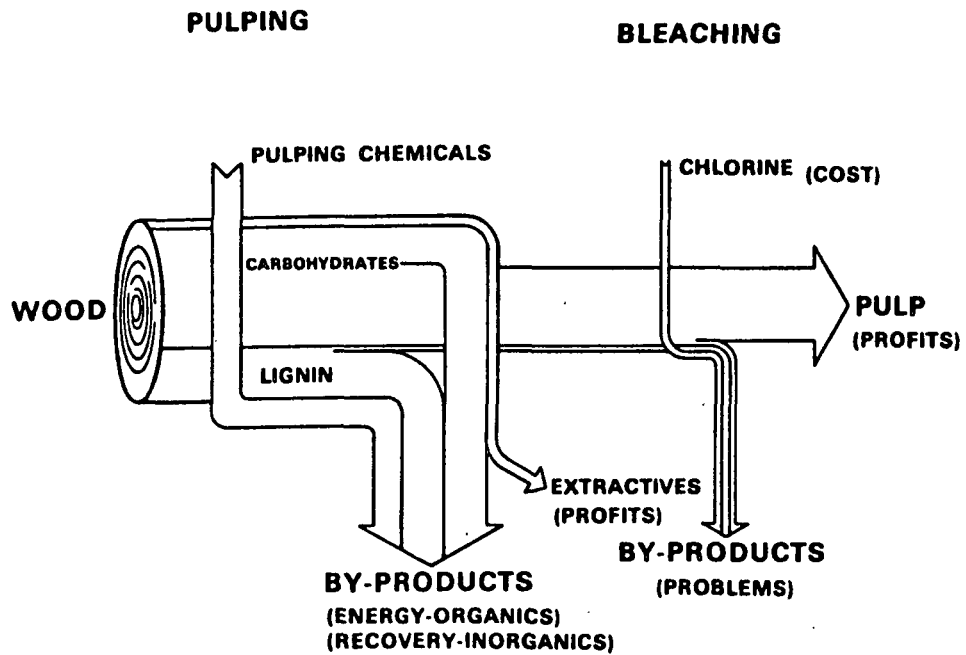 PULPING
BLEACHING
PULPING CHEMICALS
CHLORINE (COST)
CARBOHYDRATES
WOOD
PULP
(PROFITS)
LIGNIN
EXTRACTIVES
(PROFITS)
BY-PRODUCTS
(PROBLEMS)
BY-PRODUCTS
(ENERGY-ORGANICS)
(RECOVERY-INORGANICS)